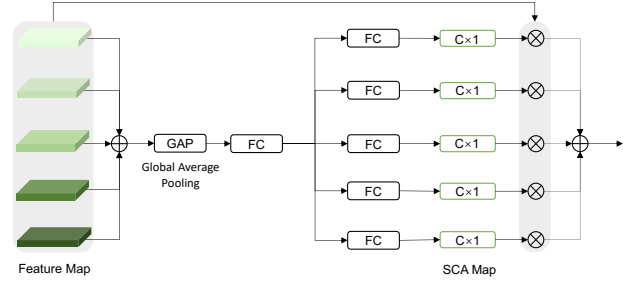 FC C×1
FC C×1
GAP FC FC C×1
Global Average
Pooling
FC C×1
FC C×1
Feature Map SCA Map